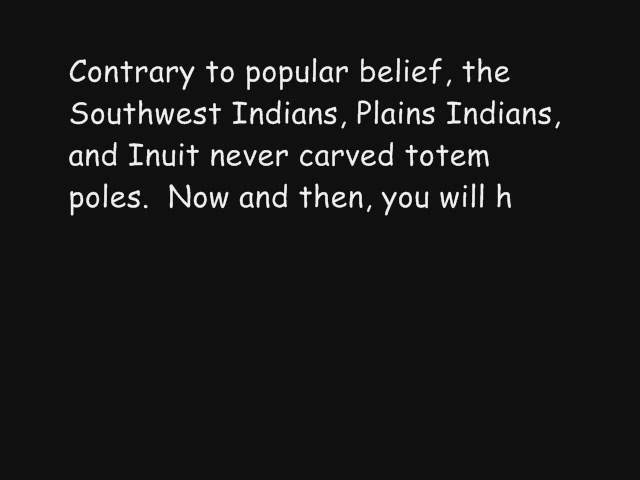 Contrary to popular belief, the
Southwest Indians, Plains Indians,
and Inuit never carved totem
poles.  Now and then, you will h